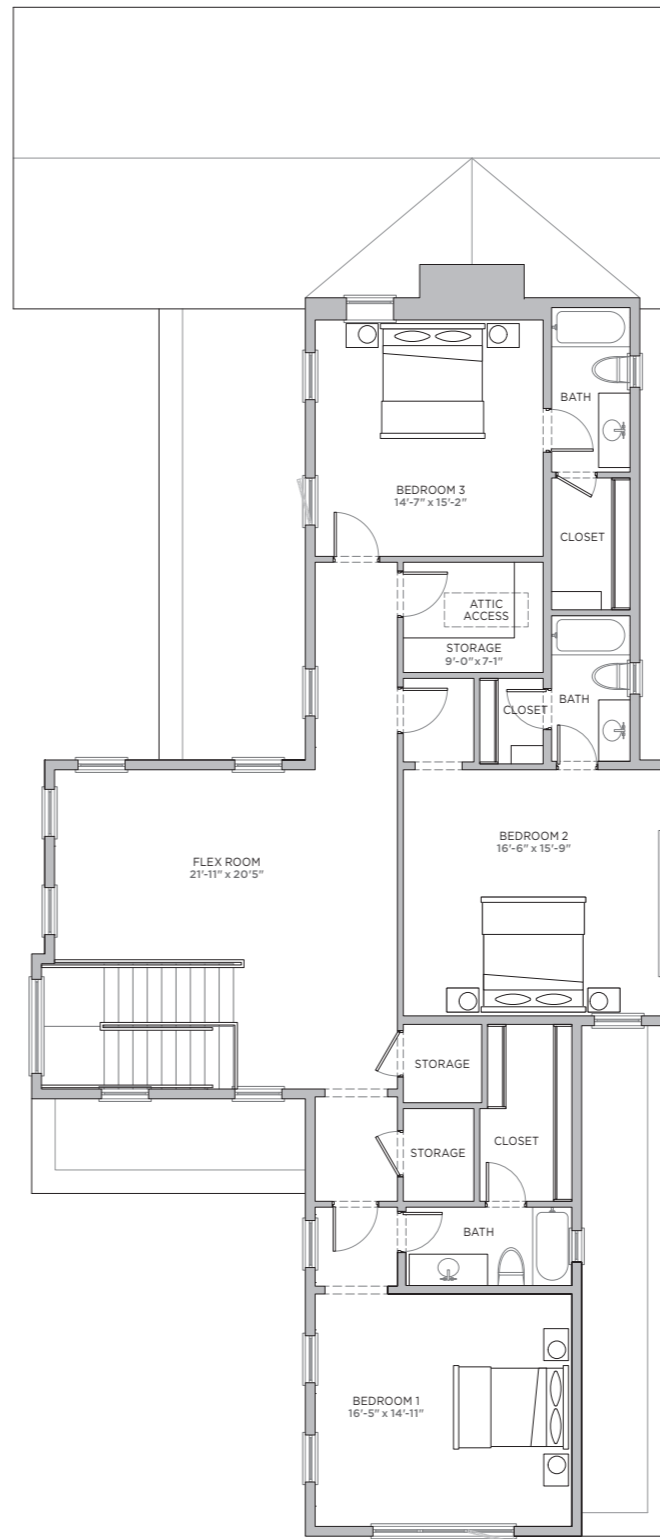 BATH
BEDROOM 3
14'-7" x 15'-2"
CLOSET
ATTIC
ACCESS
STORAGE
9'-0" x 7-1"
CLOSET
BATH
BEDROOM 2
16'-6" x 15'-9"
FLEX ROOM
21'-11" x 20'5"
STORAGE
CLOSET
STORAGE
BATH
BEDROOM 1
16'-5" x 14'-11"